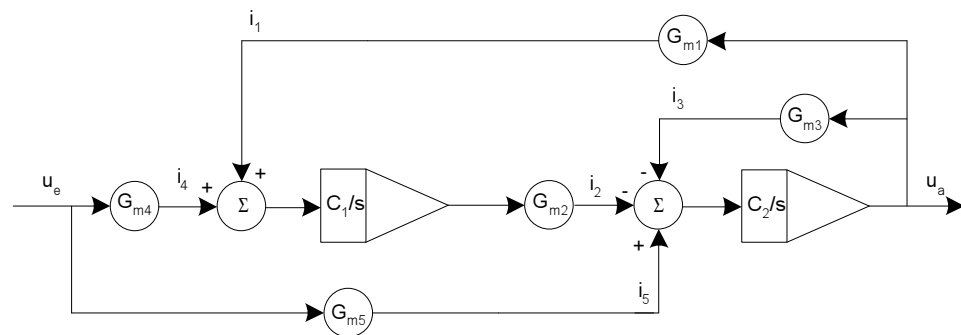 i1
Gm1
i3
Gm3
ue
Gm4
i4
+
+
Σ
C1/s
Gm2
i2
-
-
Σ
+
C2/s
ua
Gm5
i5